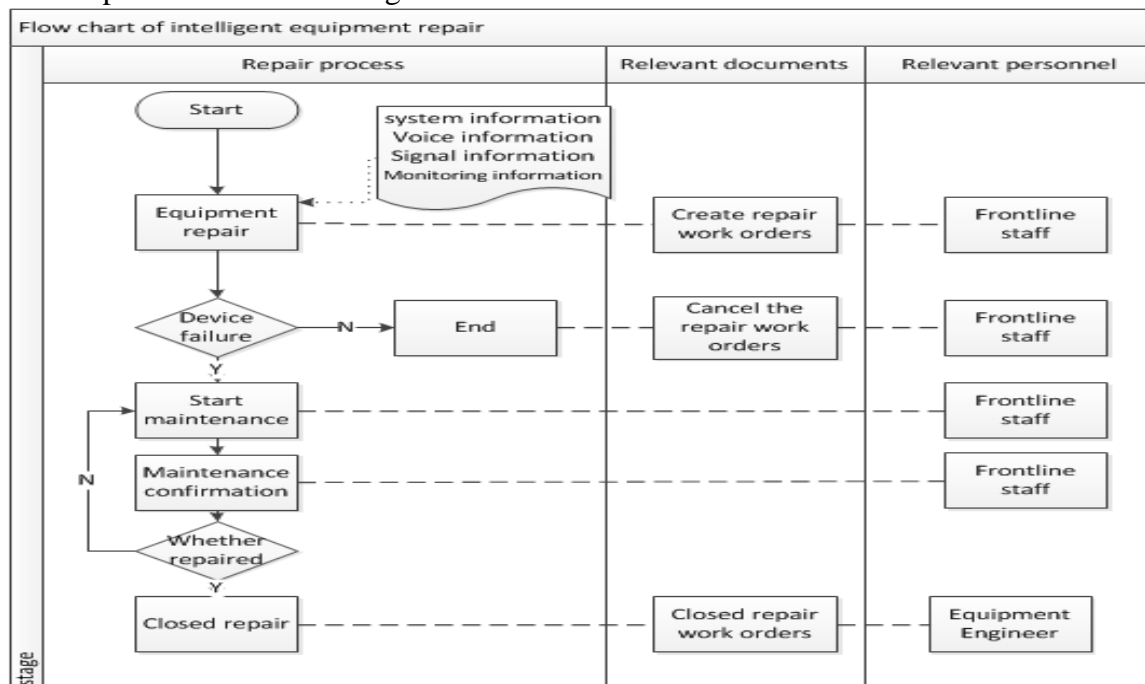 Flow chart of intelligent equipment repair
Repair process
Relevant documents
Relevant personnel
Start
system information
Voice information
Signal information
Monitoring information
Equipment
repair
Create repair
work orders
Frontline
staff
Device
failure
N
End
Cancel the
repair work
orders
Frontline
staff
Y
Start
maintenance
Frontline
staff
N
Maintenance
confirmation
Frontline
staff
Whether
repaired
Y
Closed repair
Closed repair
work orders
Equipment
Engineer
stage